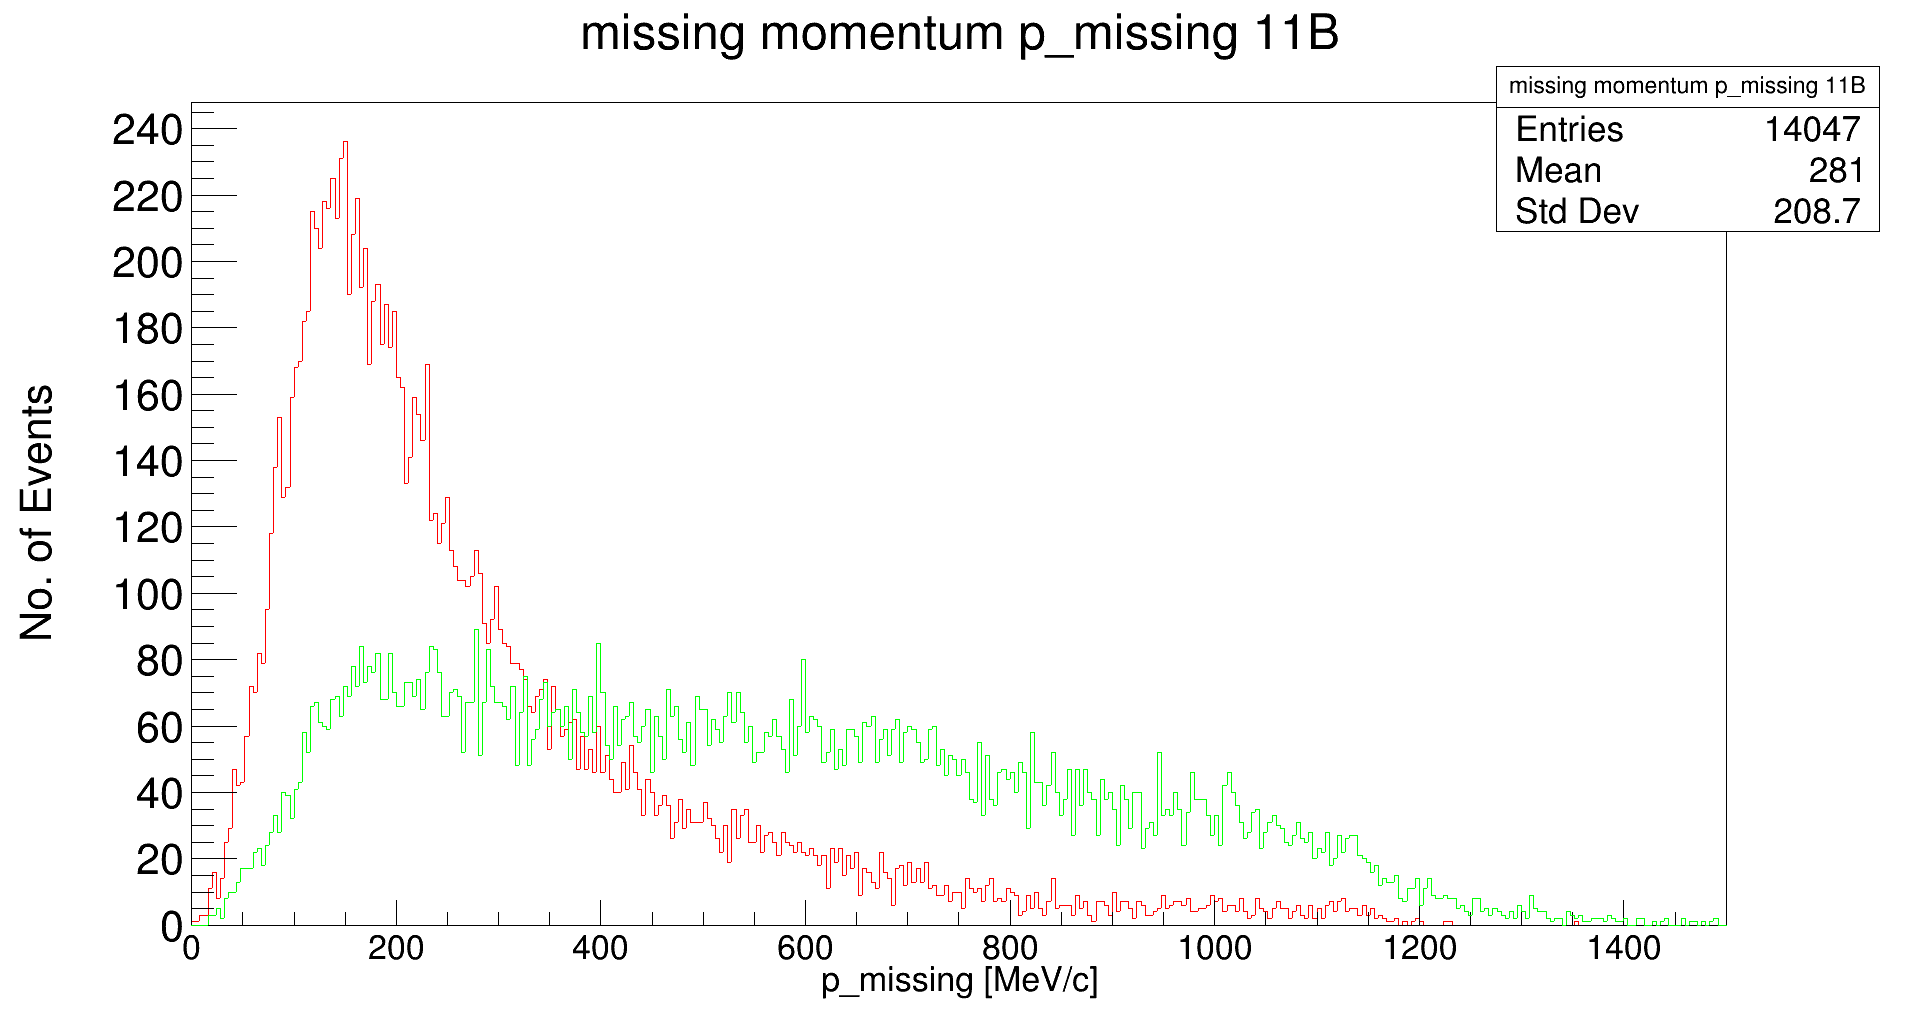 missing momentum p_missing 11B
missing momentum p_missing 11B
Entries 14047
Mean 281
Std Dev 208.7
No. of Events
240
220
200
180
160
140
120
100
80
60
40
20
0
0 200 400 600 800 1000 1200 1400
p_missing [MeV/c]